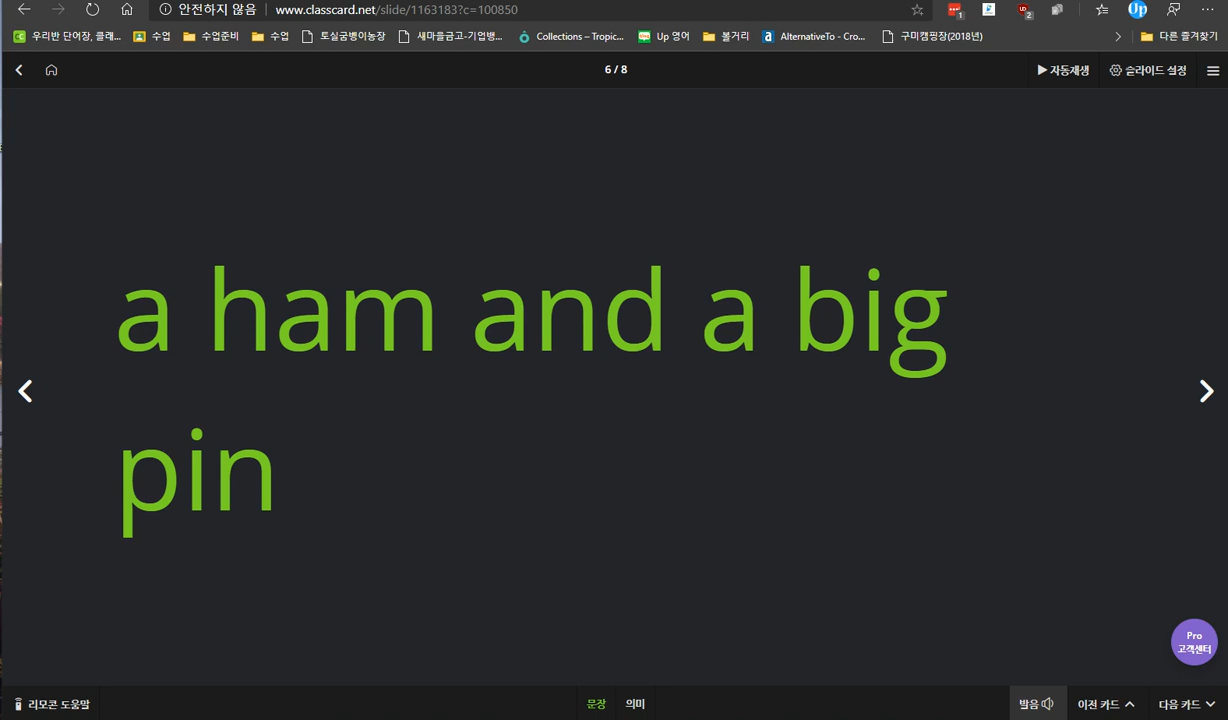 안전하지 않음 www.classcard.net/slide/1163183?c=100850
1 2 Up
우리반 단어장, 클래... 수업 수업준비 수업 토실궁뱅이농장 새마을금고-기업뱅... Collections – Tropic... Up 영어 볼거리 AlternativeTo - Cro... 구미캠핑장(2018년) 다른 즐겨찾기
6 / 8 자동재생 슬라이드 설정
a ham and a big
pin
Pro
고객센터
리모콘 도움말 문장 의미 발음 이전 카드 다음 카드